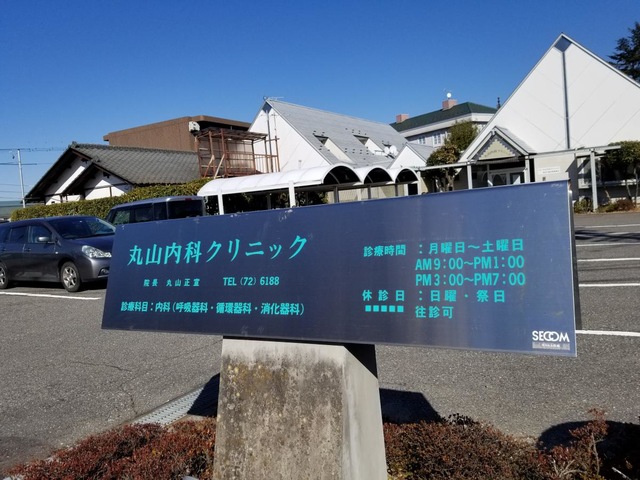 丸山内科クリニック
院長 丸山正宣 TEL (72) 6188
診療科目：内科（呼吸器科・循環器科・消化器科）
診療時間：月曜日〜土曜日
AM9:00〜PM1:00
PM3:00〜PM7:00
休診日：日曜・祭日
■■■■■ 往診可
SECOM